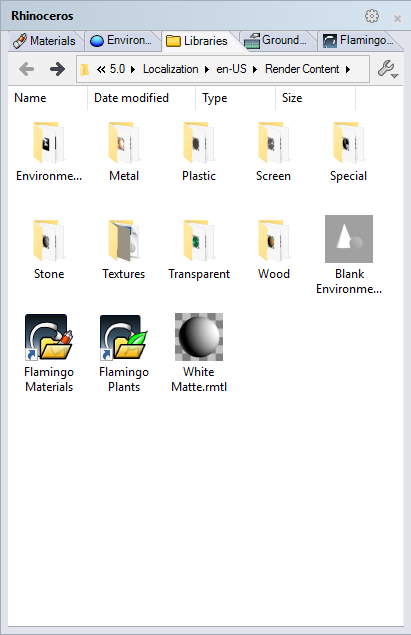 Rhinoceros
Materials Environ... Libraries Ground... Flamingo...
« 5.0 Localization en-US Render Content
Name Date modified Type Size
Environme... Metal Plastic Screen Special
Stone Textures Transparent Wood Blank
Environme...
Flamingo Flamingo White
Materials Plants Matte.rmtl